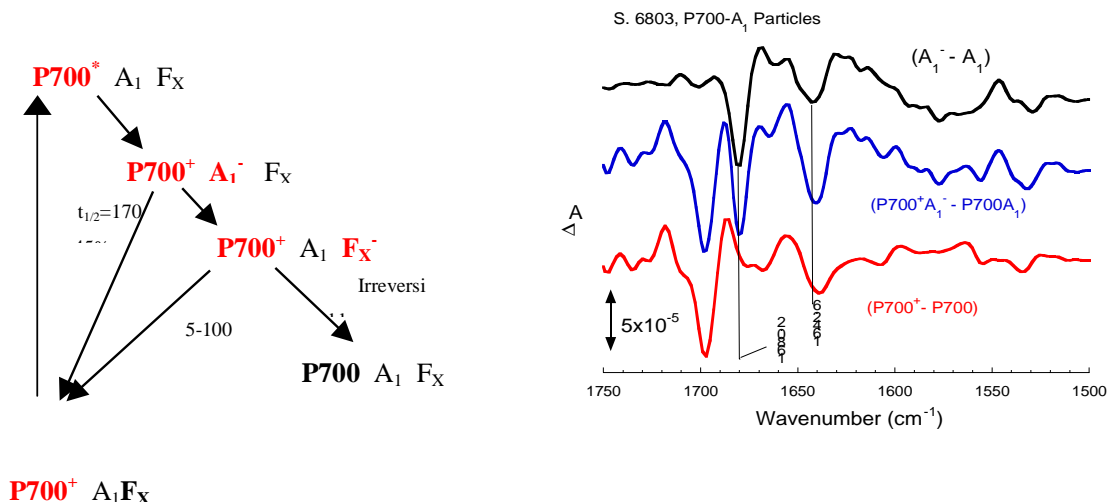 P700* A₁ Fₓ
P700⁺ A₁⁻ Fₓ
t₁/₂=170
P700⁺ A₁ Fₓ⁻
Irreversi
5-100
P700 A₁ Fₓ
P700⁺ A₁Fₓ
S. 6803, P700-A₁ Particles
(A₁⁻ - A₁)
(P700⁺A₁⁻ - P700A₁)
(P700⁺- P700)
Δ A
5x10⁻⁵
16802
16426
1750 1700 1650 1600 1550 1500
Wavenumber (cm⁻¹)